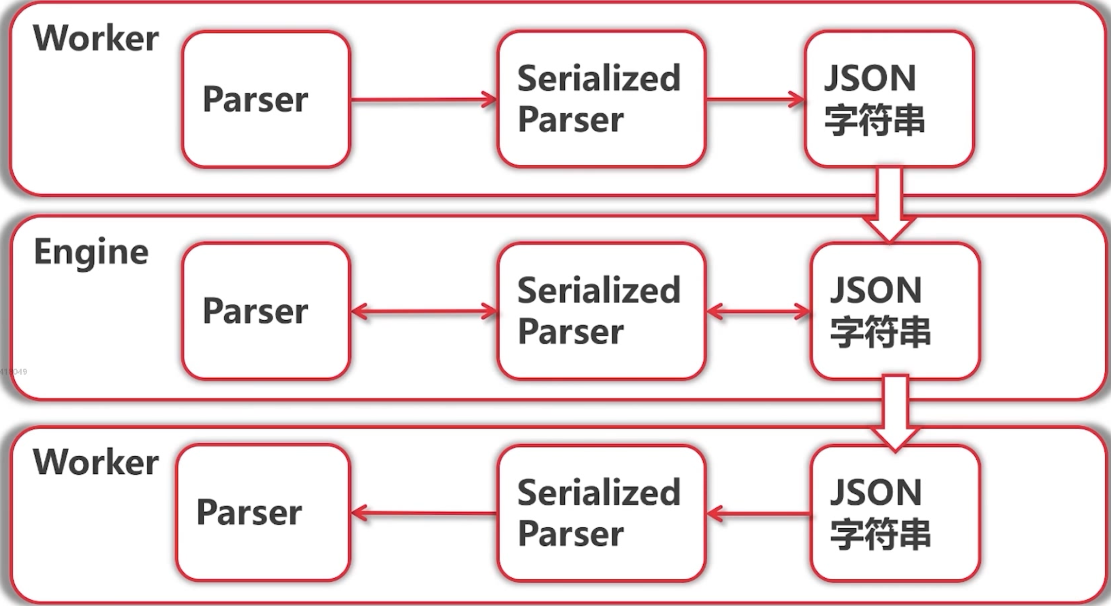 Worker
Parser
Serialized
Parser
JSON
字符串
Engine
Parser
Serialized
Parser
JSON
字符串
Worker
Parser
Serialized
Parser
JSON
字符串